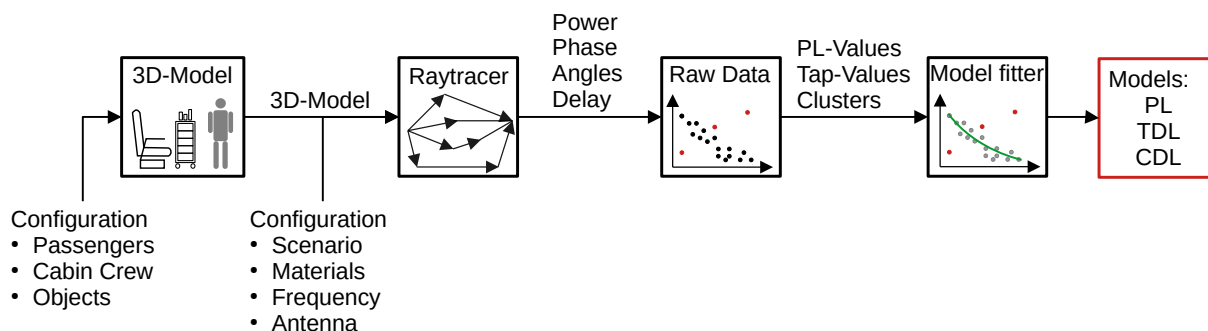 3D-Model
Configuration
• Passengers
• Cabin Crew
• Objects
3D-Model
Configuration
• Scenario
• Materials
• Frequency
• Antenna
Raytracer
Power
Phase
Angles
Delay
Raw Data
PL-Values
Tap-Values
Clusters
Model fitter
Models:
PL
TDL
CDL